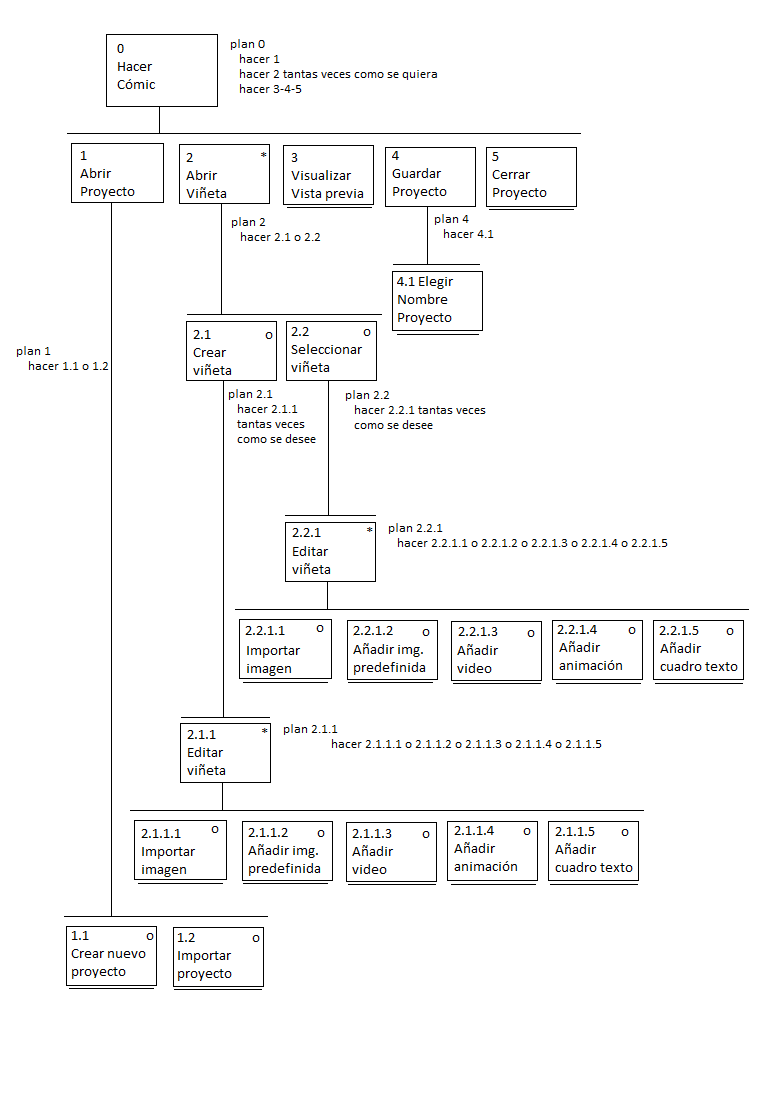 0
Hacer
Cómic
plan 0
hacer 1
hacer 2 tantas veces como se quiera
hacer 3-4-5
1
Abrir
Proyecto
2 *
Abrir
Viñeta
3
Visualizar
Vista previa
4
Guardar
Proyecto
5
Cerrar
Proyecto
plan 2
hacer 2.1 o 2.2
plan 4
hacer 4.1
4.1 Elegir
Nombre
Proyecto
plan 1
hacer 1.1 o 1.2
2.1 o
Crear
viñeta
2.2 o
Seleccionar
viñeta
plan 2.1
hacer 2.1.1
tantas veces
como se desee
plan 2.2
hacer 2.2.1 tantas veces
como se desee
2.2.1 *
Editar
viñeta
plan 2.2.1
hacer 2.2.1.1 o 2.2.1.2 o 2.2.1.3 o 2.2.1.4 o 2.2.1.5
2.2.1.1 o
Importar
imagen
2.2.1.2 o
Añadir img.
predefinida
2.2.1.3 o
Añadir
video
2.2.1.4 o
Añadir
animación
2.2.1.5 o
Añadir
cuadro texto
2.1.1 *
Editar
viñeta
plan 2.1.1
hacer 2.1.1.1 o 2.1.1.2 o 2.1.1.3 o 2.1.1.4 o 2.1.1.5
2.1.1.1 o
Importar
imagen
2.1.1.2 o
Añadir img.
predefinida
2.1.1.3 o
Añadir
video
2.1.1.4 o
Añadir
animación
2.1.1.5 o
Añadir
cuadro texto
1.1 o
Crear nuevo
proyecto
1.2 o
Importar
proyecto